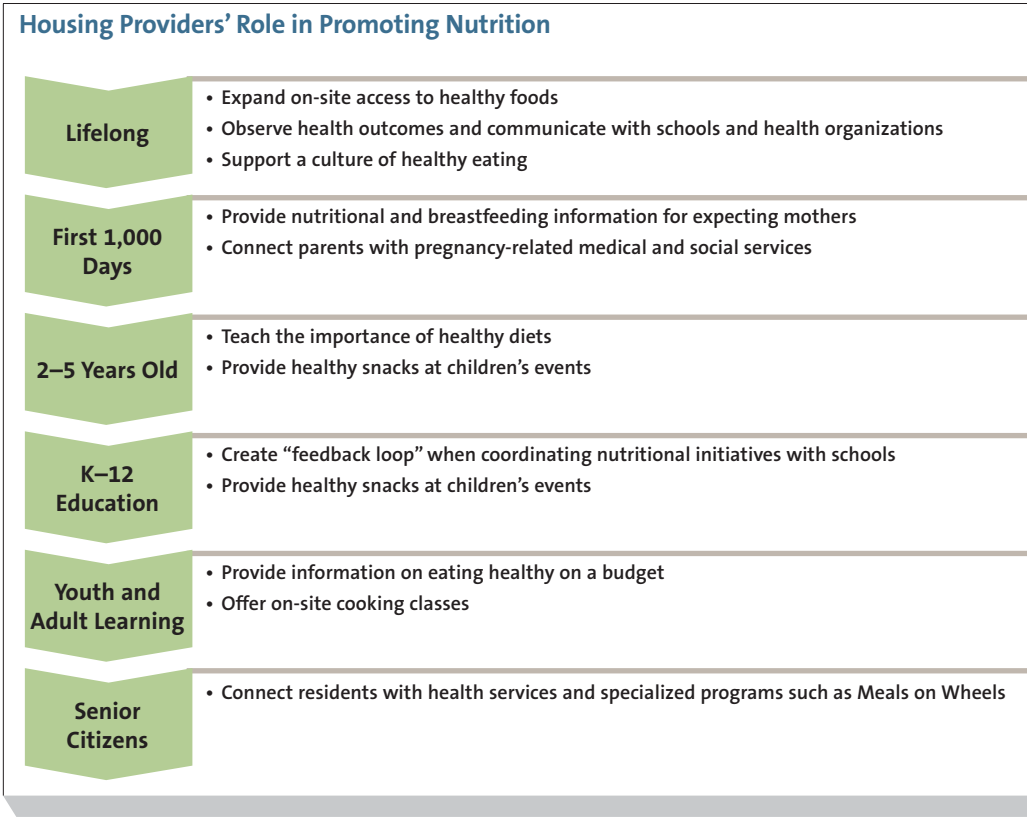 Housing Providers’ Role in Promoting Nutrition
Lifelong
• Expand on-site access to healthy foods
• Observe health outcomes and communicate with schools and health organizations
• Support a culture of healthy eating
First 1,000
Days
• Provide nutritional and breastfeeding information for expecting mothers
• Connect parents with pregnancy-related medical and social services
2–5 Years Old
• Teach the importance of healthy diets
• Provide healthy snacks at children’s events
K–12
Education
• Create “feedback loop” when coordinating nutritional initiatives with schools
• Provide healthy snacks at children’s events
Youth and
Adult Learning
• Provide information on eating healthy on a budget
• Offer on-site cooking classes
Senior
Citizens
• Connect residents with health services and specialized programs such as Meals on Wheels